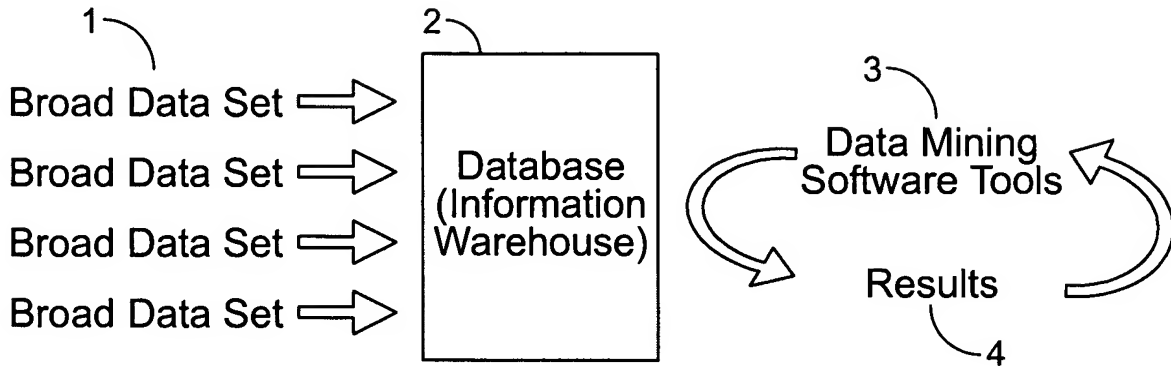 1
Broad Data Set
Broad Data Set
Broad Data Set
Broad Data Set
2
Database
(Information
Warehouse)
3
Data Mining
Software Tools
Results
4